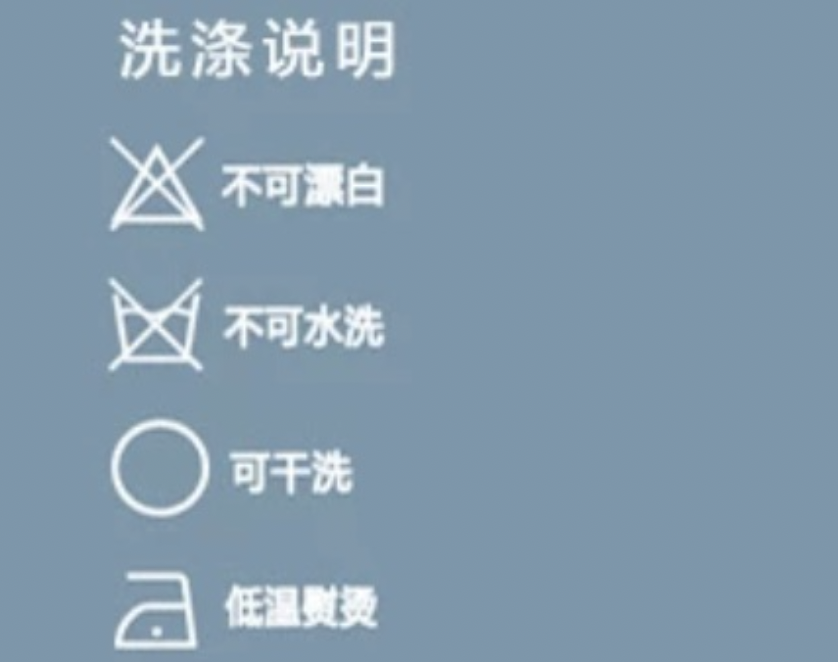 洗涤说明
不可漂白
不可水洗
可干洗
低温熨烫